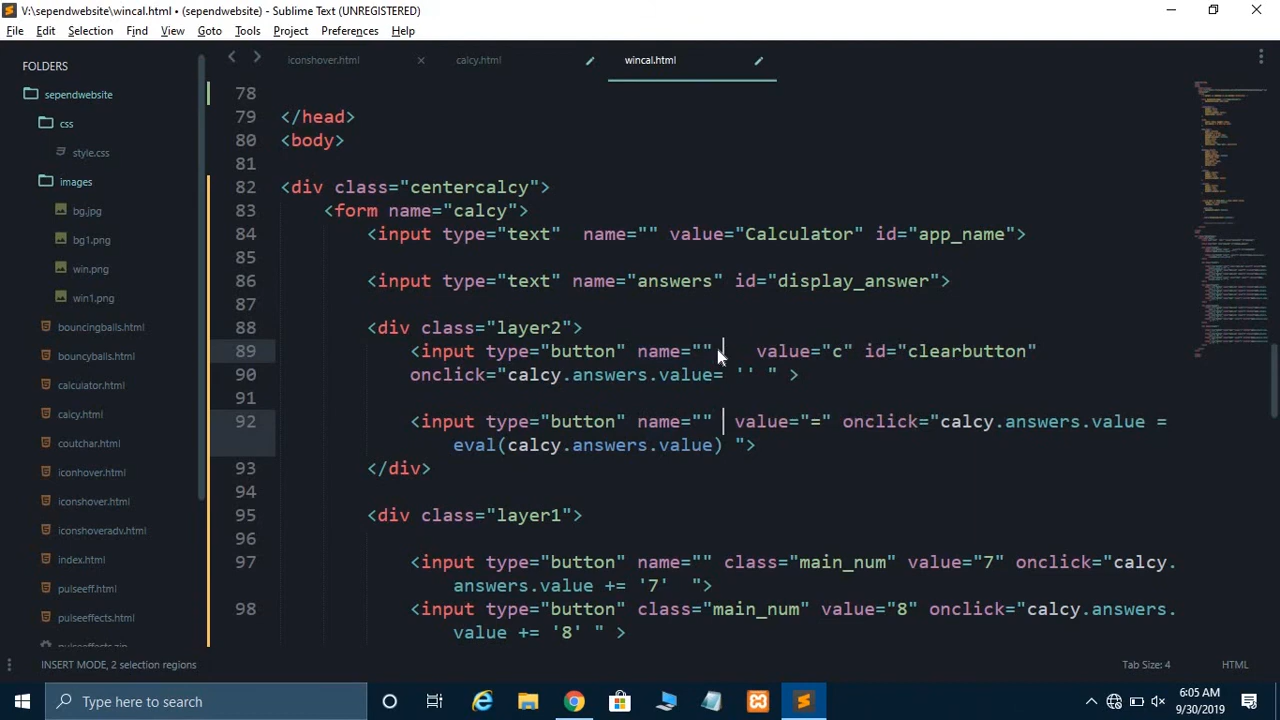 V:\sependwebsite\wincal.html • (sependwebsite) - Sublime Text (UNREGISTERED)
File Edit Selection Find View Goto Tools Project Preferences Help
FOLDERS
sependwebsite
css
style.css
images
bg.jpg
bg1.png
win.png
win1.png
bouncingballs.html
bouncyballs.html
calculator.html
calcy.html
coutchar.html
iconhover.html
iconshover.html
iconshoveradv.html
index.html
pulseeff.html
pulseeffects.html
pulseeffects.zip
iconshover.html calcy.html wincal.html
78
79 </head>
80 <body>
81
82 <div class="centercalcy">
83 <form name="calcy">
84 <input type="text"  name="" value="Calculator" id="app_name">
85
86 <input type="text"  name="answers" id="display_answer">
87
88 <div class="layer2">
89 <input type="button" name=""    value="c" id="clearbutton"
90 onclick="calcy.answers.value= '' " >
91
92 <input type="button" name=""  value="=" onclick="calcy.answers.value =
eval(calcy.answers.value) ">
93 </div>
94
95 <div class="layer1">
96
97 <input type="button" name="" class="main_num" value="7" onclick="calcy.
answers.value += '7'  ">
98 <input type="button" class="main_num" value="8" onclick="calcy.answers.
value += '8' " >
INSERT MODE, 2 selection regions Tab Size: 4 HTML
Type here to search
6:05 AM
9/30/2019